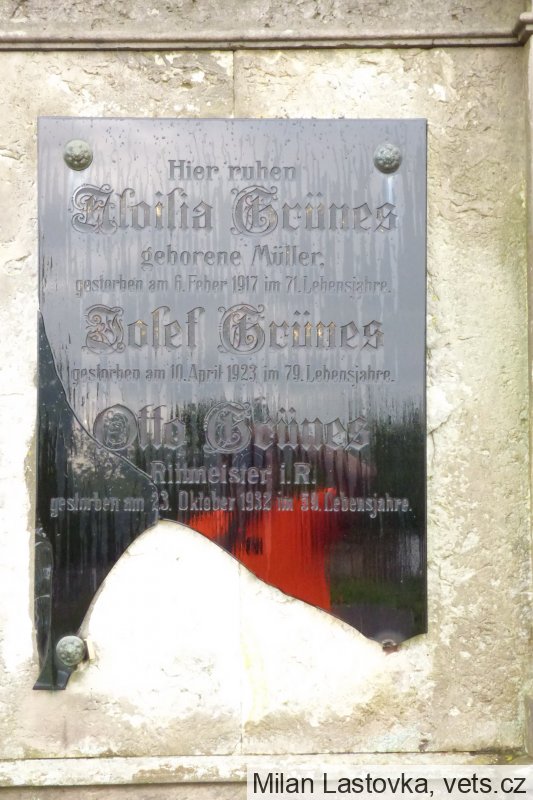 Hier ruhen
Aloisia Grünes
geborene Müller,
gestorben am 6. Feber 1917 im 71. Lebensjahre.
Josef Grünes
gestorben am 10. April 1923 im 79. Lebensjahre.
Otto Grünes
Rittmeister i. R.
gestorben am 23. Oktober 1932 im 59. Lebensjahre.
Milan Lastovka, vets.cz